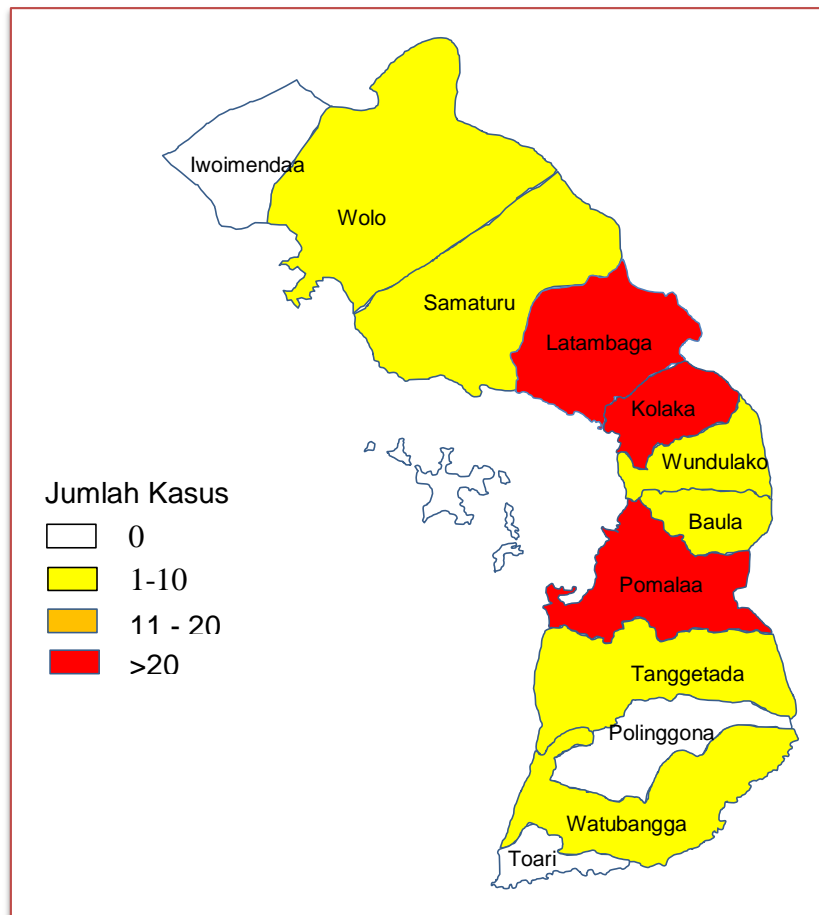 Iwoimendaa
Wolo
Samaturu
Latambaga
Kolaka
Wundulako
Baula
Pomalaa
Tanggetada
Polinggona
Watubangga
Toari
Jumlah Kasus
0
1-10
11 - 20
>20